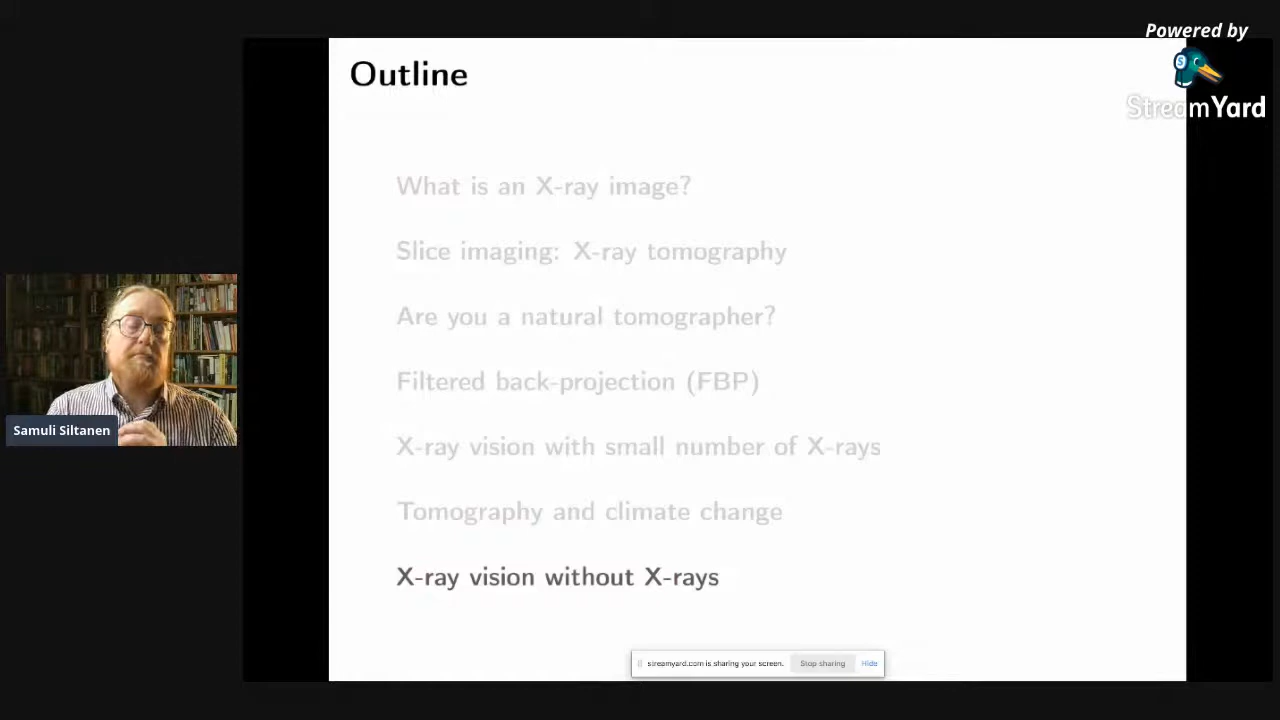 Powered by
StreamYard
Outline
What is an X-ray image?
Slice imaging: X-ray tomography
Are you a natural tomographer?
Filtered back-projection (FBP)
X-ray vision with small number of X-rays
Samuli Siltanen
Tomography and climate change
X-ray vision without X-rays
streamyard.com is sharing your screen. Stop sharing Hide